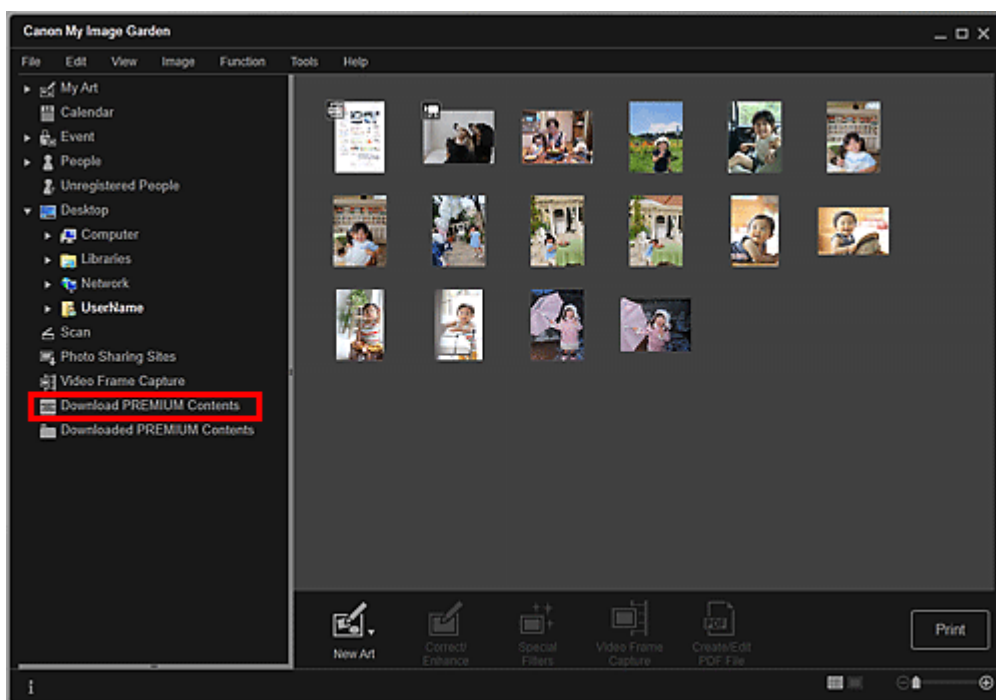 Canon My Image Garden
File Edit View Image Function Tools Help
My Art
Calendar
Event
People
Unregistered People
Desktop
Computer
Libraries
Network
UserName
Scan
Photo Sharing Sites
Video Frame Capture
Download PREMIUM Contents
Downloaded PREMIUM Contents
New Art
Correct/
Enhance
Special
Filters
Video Frame
Capture
PDF
Create/Edit
PDF File
Print